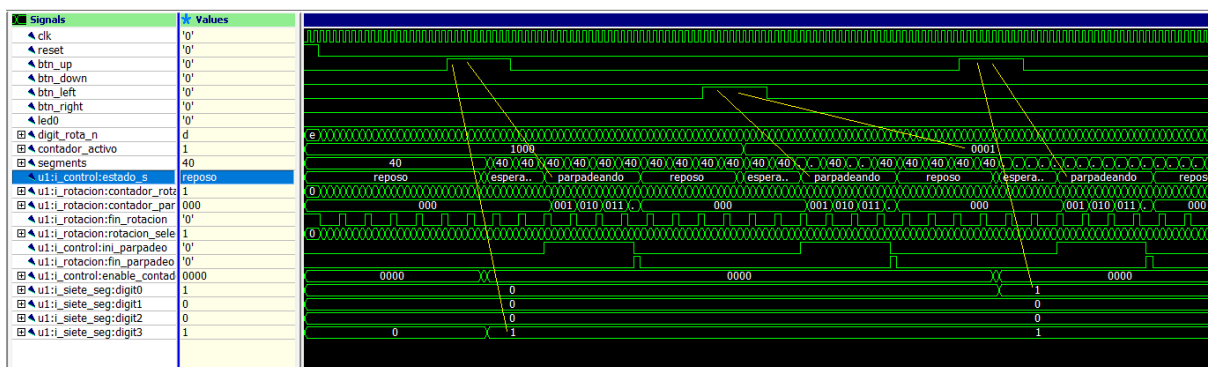 Signals Values
clk '0'
reset '0'
btn_up '0'
btn_down '0'
btn_left '0'
btn_right '0'
led0 '0'
digit_rota_n d e
contador_activo 1 1000 0001
segments 40 40 40 40 40 40 40 40 40 40 40 40 40 40 . . 40 . . 40 40 40 40 40
u1:i_control:estado_s reposo reposo espera.. parpadeando reposo espera.. parpadeando reposo espera.. parpadeando repos
u1:i_rotacion:contador_rota 1 0
u1:i_rotacion:contador_par 000 000 001 010 011 . 000 001 010 011 . 000 001 010 011 . 000
u1:i_rotacion:fin_rotacion '0'
u1:i_rotacion:rotacion_sele 1 0
u1:i_control:ini_parpadeo '0'
u1:i_rotacion:fin_parpadeo '0'
u1:i_control:enable_contad 0000 0000 0000 0000
u1:i_siete_seg:digit0 1 0 1
u1:i_siete_seg:digit1 0 0 0
u1:i_siete_seg:digit2 0 0 0
u1:i_siete_seg:digit3 1 0 1 1